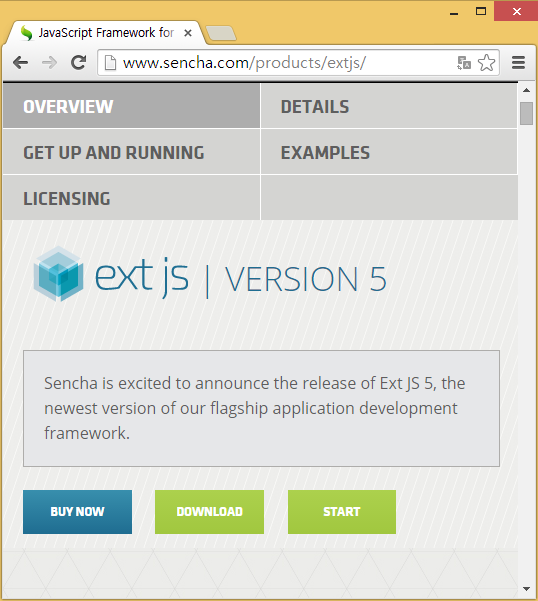 JavaScript Framework for
www.sencha.com/products/extjs/
OVERVIEW
DETAILS
GET UP AND RUNNING
EXAMPLES
LICENSING
ext js | VERSION 5
Sencha is excited to announce the release of Ext JS 5, the
newest version of our flagship application development
framework.
BUY NOW
DOWNLOAD
START